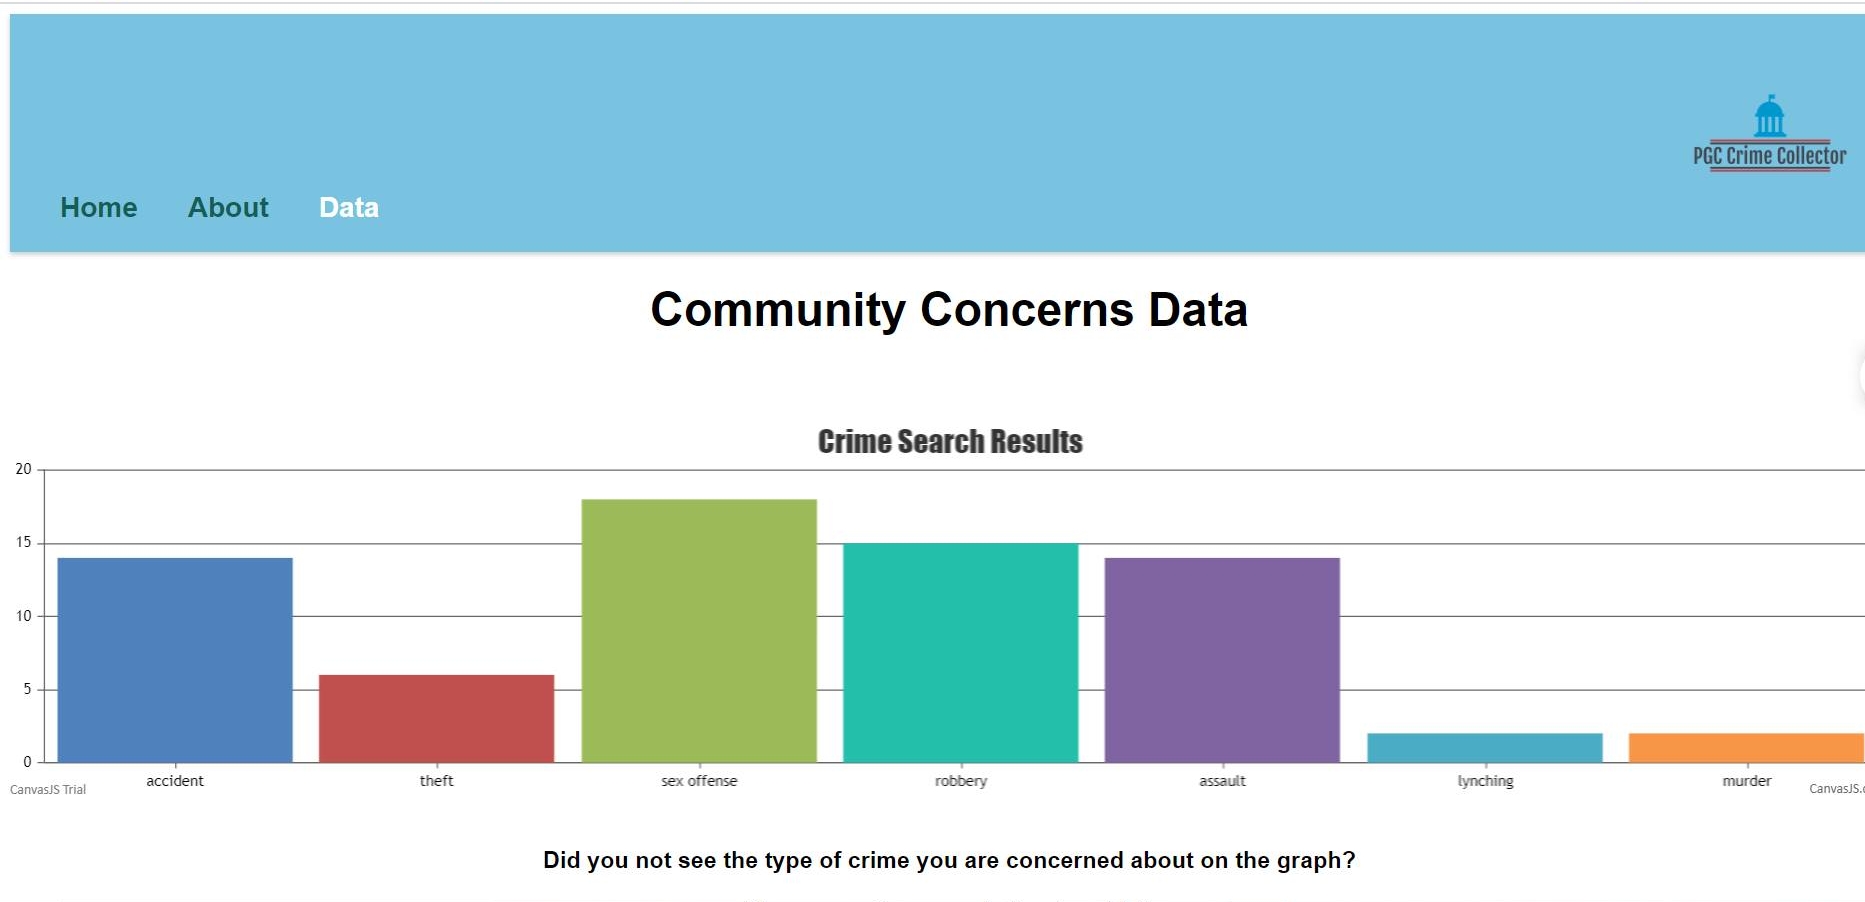 PGC Crime Collector
Home About Data
Community Concerns Data
Crime Search Results
20
15
10
5
0
accident theft sex offense robbery assault lynching murder
CanvasJS Trial CanvasJS.
Did you not see the type of crime you are concerned about on the graph?